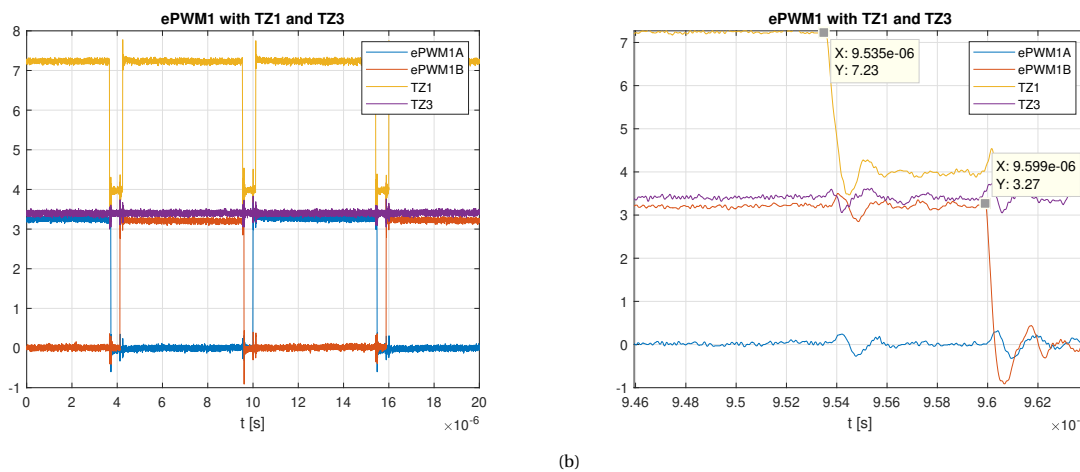 ePWM1 with TZ1 and TZ3
8
7
6
5
4
3
2
1
0
-1
0 2 4 6 8 10 12 14 16 18 20
t [s]
×10⁻⁶
ePWM1A
ePWM1B
TZ1
TZ3
ePWM1 with TZ1 and TZ3
7
6
5
4
3
2
1
0
-1
9.46 9.48 9.5 9.52 9.54 9.56 9.58 9.6 9.62
t [s]
×10⁻
X: 9.535e-06
Y: 7.23
ePWM1A
ePWM1B
TZ1
TZ3
X: 9.599e-06
Y: 3.27
(b)